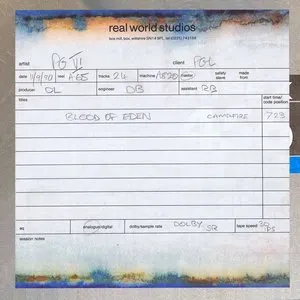 real world studios
box mill, box, wiltshire SN14 9PL, tel (0225) 743188
artist PG VI client PGL
date 11/9/90 reel A65 tracks 24 machine A820 master safety slave made from
producer DL engineer DB assistant RB
titles start time/code position
BLOOD OF EDEN CAMPFIRE 723
eq analogue/digital dolby/sample rate DOLBY SR tape speed 30 IPS
session notes